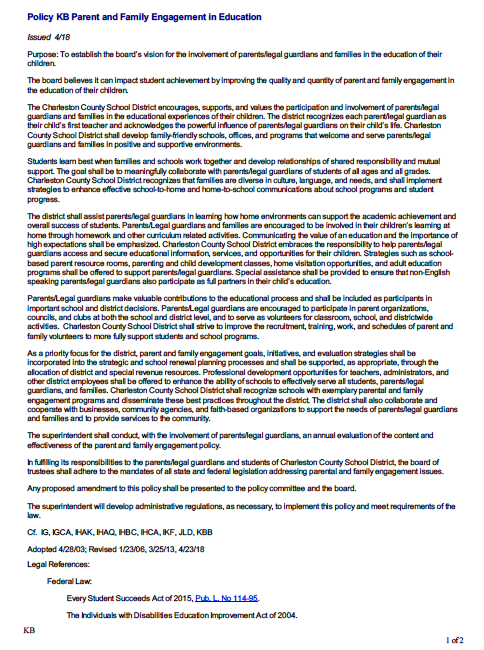 Policy KB Parent and Family Engagement in Education
Issued 4/18
Purpose: To establish the board's vision for the involvement of parents/legal guardians and families in the education of their
children.
The board believes it can impact student achievement by improving the quality and quantity of parent and family engagement in
the education of their children.
The Charleston County School District encourages, supports, and values the participation and involvement of parents/legal
guardians and families in the educational experiences of their children. The district recognizes each parent/legal guardian as
their child's first teacher and acknowledges the powerful influence of parents/legal guardians on their child's life. Charleston
County School District shall develop family-friendly schools, offices, and programs that welcome and serve parents/legal
guardians and families in positive and supportive environments.
Students learn best when families and schools work together and develop relationships of shared responsibility and mutual
support. The goal shall be to meaningfully collaborate with parents/legal guardians of students of all ages and all grades.
Charleston County School District recognizes that families are diverse in culture, language, and needs, and shall implement
strategies to enhance effective school-to-home and home-to-school communications about school programs and student
progress.
The district shall assist parents/legal guardians in learning how home environments can support the academic achievement and
overall success of students. Parents/Legal guardians and families are encouraged to be involved in their children's learning at
home through homework and other curriculum related activities. Communicating the value of an education and the importance of
high expectations shall be emphasized. Charleston County School District embraces the responsibility to help parents/legal
guardians access and secure educational information, services, and opportunities for their children. Strategies such as school-
based parent resource rooms, parenting and child development classes, home visitation opportunities, and adult education
programs shall be offered to support parents/legal guardians. Special assistance shall be provided to ensure that non-English
speaking parents/legal guardians also participate as full partners in their child's education.
Parents/Legal guardians make valuable contributions to the educational process and shall be included as participants in
important school and district decisions. Parents/Legal guardians are encouraged to participate in parent organizations,
councils, and clubs at both the school and district level, and to serve as volunteers for classroom, school, and districtwide
activities. Charleston County School District shall strive to improve the recruitment, training, work, and schedules of parent and
family volunteers to more fully support students and school programs.
As a priority focus for the district, parent and family engagement goals, initiatives, and evaluation strategies shall be
incorporated into the strategic and school renewal planning processes and shall be supported, as appropriate, through the
allocation of district and special revenue resources. Professional development opportunities for teachers, administrators, and
other district employees shall be offered to enhance the ability of schools to effectively serve all students, parents/legal
guardians, and families. Charleston County School District shall recognize schools with exemplary parental and family
engagement programs and disseminate these best practices throughout the district. The district shall also collaborate and
cooperate with businesses, community agencies, and faith-based organizations to support the needs of parents/legal guardians
and families and to provide services to the community.
The superintendent shall conduct, with the involvement of parents/legal guardians, an annual evaluation of the content and
effectiveness of the parent and family engagement policy.
In fulfilling its responsibilities to the parents/legal guardians and students of Charleston County School District, the board of
trustees shall adhere to the mandates of all state and federal legislation addressing parental and family engagement issues.
Any proposed amendment to this policy shall be presented to the policy committee and the board.
The superintendent will develop administrative regulations, as necessary, to implement this policy and meet requirements of the
law.
Cf. IG, IGCA, IHAK, IHAQ, IHBC, IHCA, IKF, JLD, KBB
Adopted 4/28/03; Revised 1/23/06, 3/25/13, 4/23/18
Legal References:
Federal Law:
Every Student Succeeds Act of 2015, Pub. L. No 114-95.
The Individuals with Disabilities Education Improvement Act of 2004.
KB
1 of2